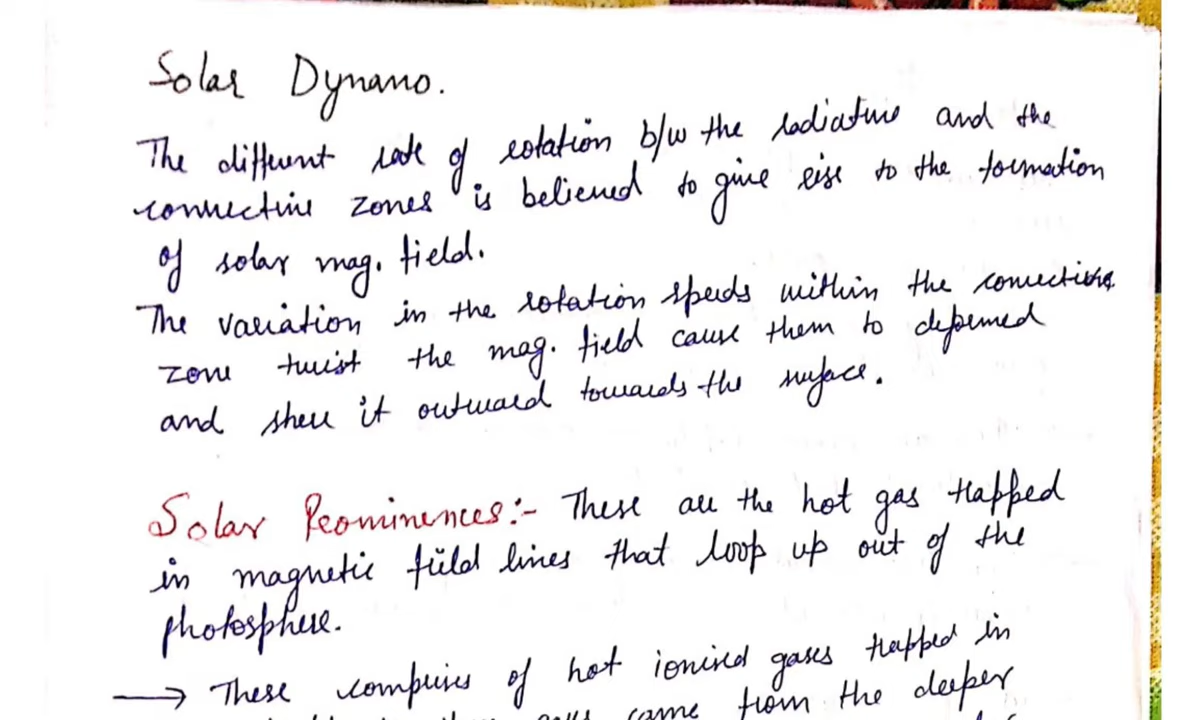 Solar Dynamo.
The different rate of rotation b/w the radiative and the
convective zones is believed to give rise to the formation
of solar mag. field.
The variation in the rotation speeds within the convective
zone twist the mag. field cause them to deformed
and sheer it outward towards the surface.
Solar Prominences:- These are the hot gas trapped
in magnetic field lines that loop up out of the
photosphere.
→ These comprises of hot ionised gases trapped in
came from the deeper